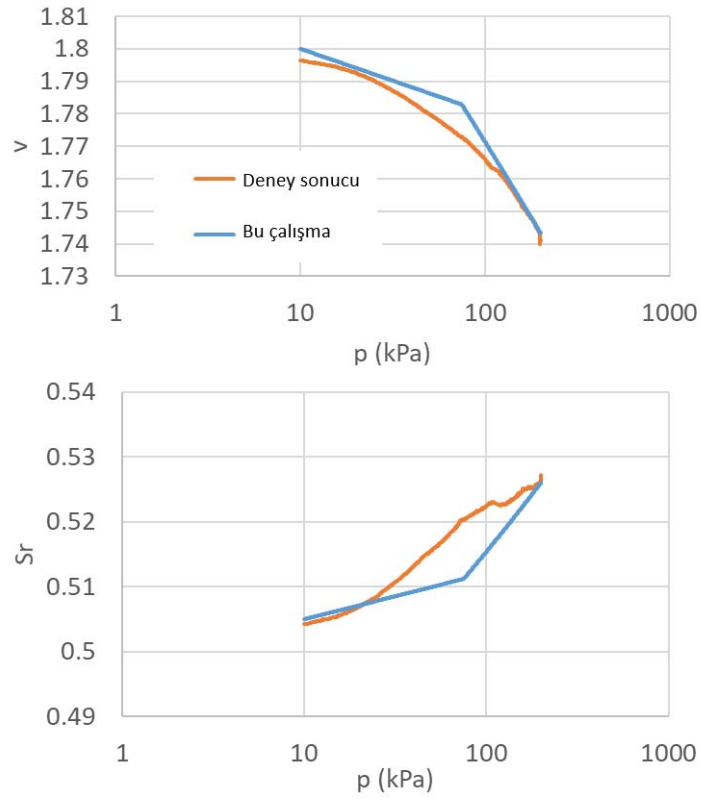 1.81
1.8
1.79
1.78
1.77
1.76
1.75
1.74
1.73
v
Deney sonucu
Bu çalışma
1 10 100 1000
p (kPa)
0.54
0.53
0.52
0.51
0.5
0.49
Sr
1 10 100 1000
p (kPa)